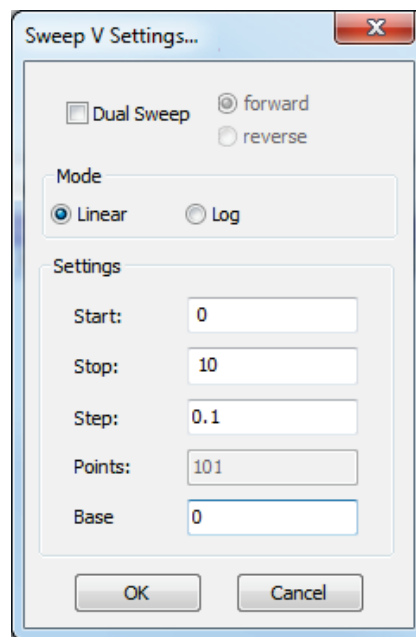 Sweep V Settings...
X
Dual Sweep
forward
reverse
Mode
Linear
Log
Settings
Start: 0
Stop: 10
Step: 0.1
Points: 101
Base 0
OK Cancel